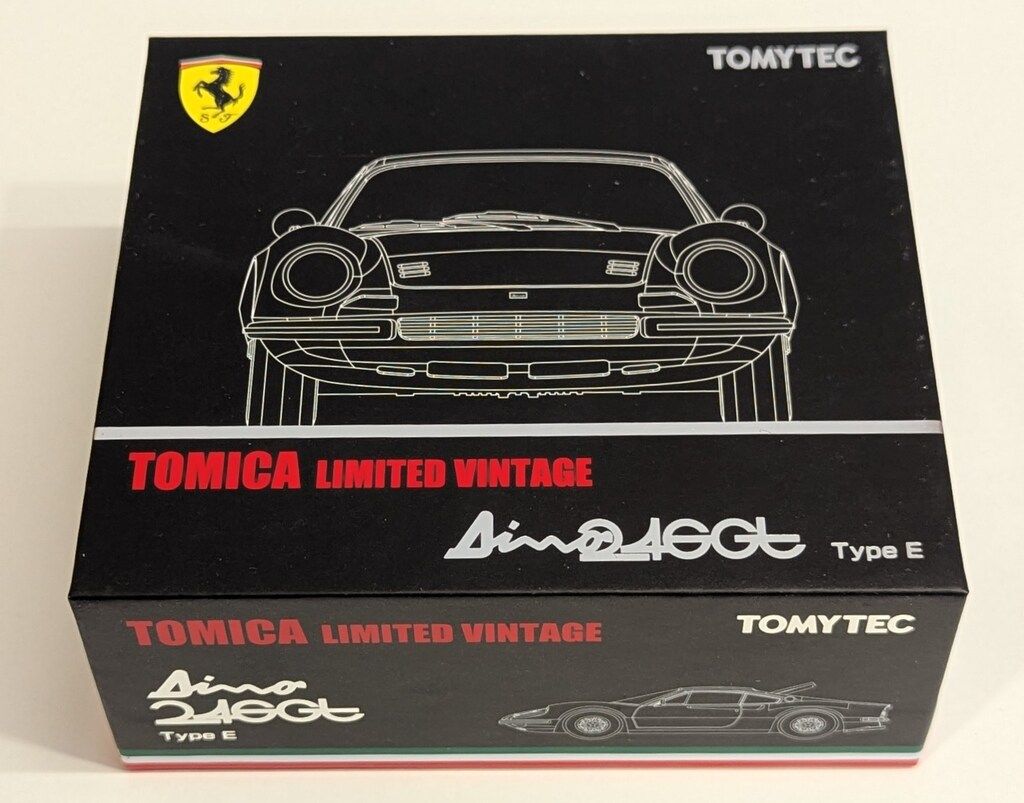 TOMYTEC
S F
TOMICA LIMITED VINTAGE
Dino 246GT Type E
TOMICA LIMITED VINTAGE
TOMYTEC
Dino
246GT
Type E